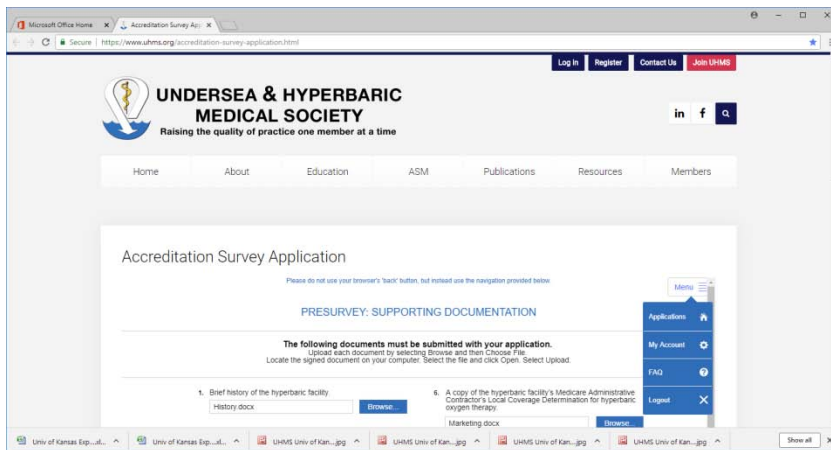 Microsoft Office Home
Accreditation Survey Ap
Secure https://www.uhms.org/accreditation-survey-application.html
Log In Register Contact Us Join UHMS
UNDERSEA & HYPERBARIC
MEDICAL SOCIETY
Raising the quality of practice one member at a time
in f
Home About Education ASM Publications Resources Members
Accreditation Survey Application
Please do not use your browser's 'back' button, but instead use the navigation provided below
Menu
PRESURVEY: SUPPORTING DOCUMENTATION
Applications
The following documents must be submitted with your application.
Upload each document by selecting Browse and then Choose File.
My Account
Locate the signed document on your computer. Select the file and click Open. Select Upload.
FAQ
1. Brief history of the hyperbaric facility.
History.docx Browse...
6. A copy of the hyperbaric facility's Medicare Administrative
Contractor's Local Coverage Determination for hyperbaric
oxygen therapy.
Logout
Marketing.docx Browse...
Univ of Kansas Exp....xl... Univ of Kansas Exp....xl... UHMS Univ of Kan....jpg UHMS Univ of Kan....jpg UHMS Univ of Kan....jpg UHMS Univ of Kan....jpg Show all